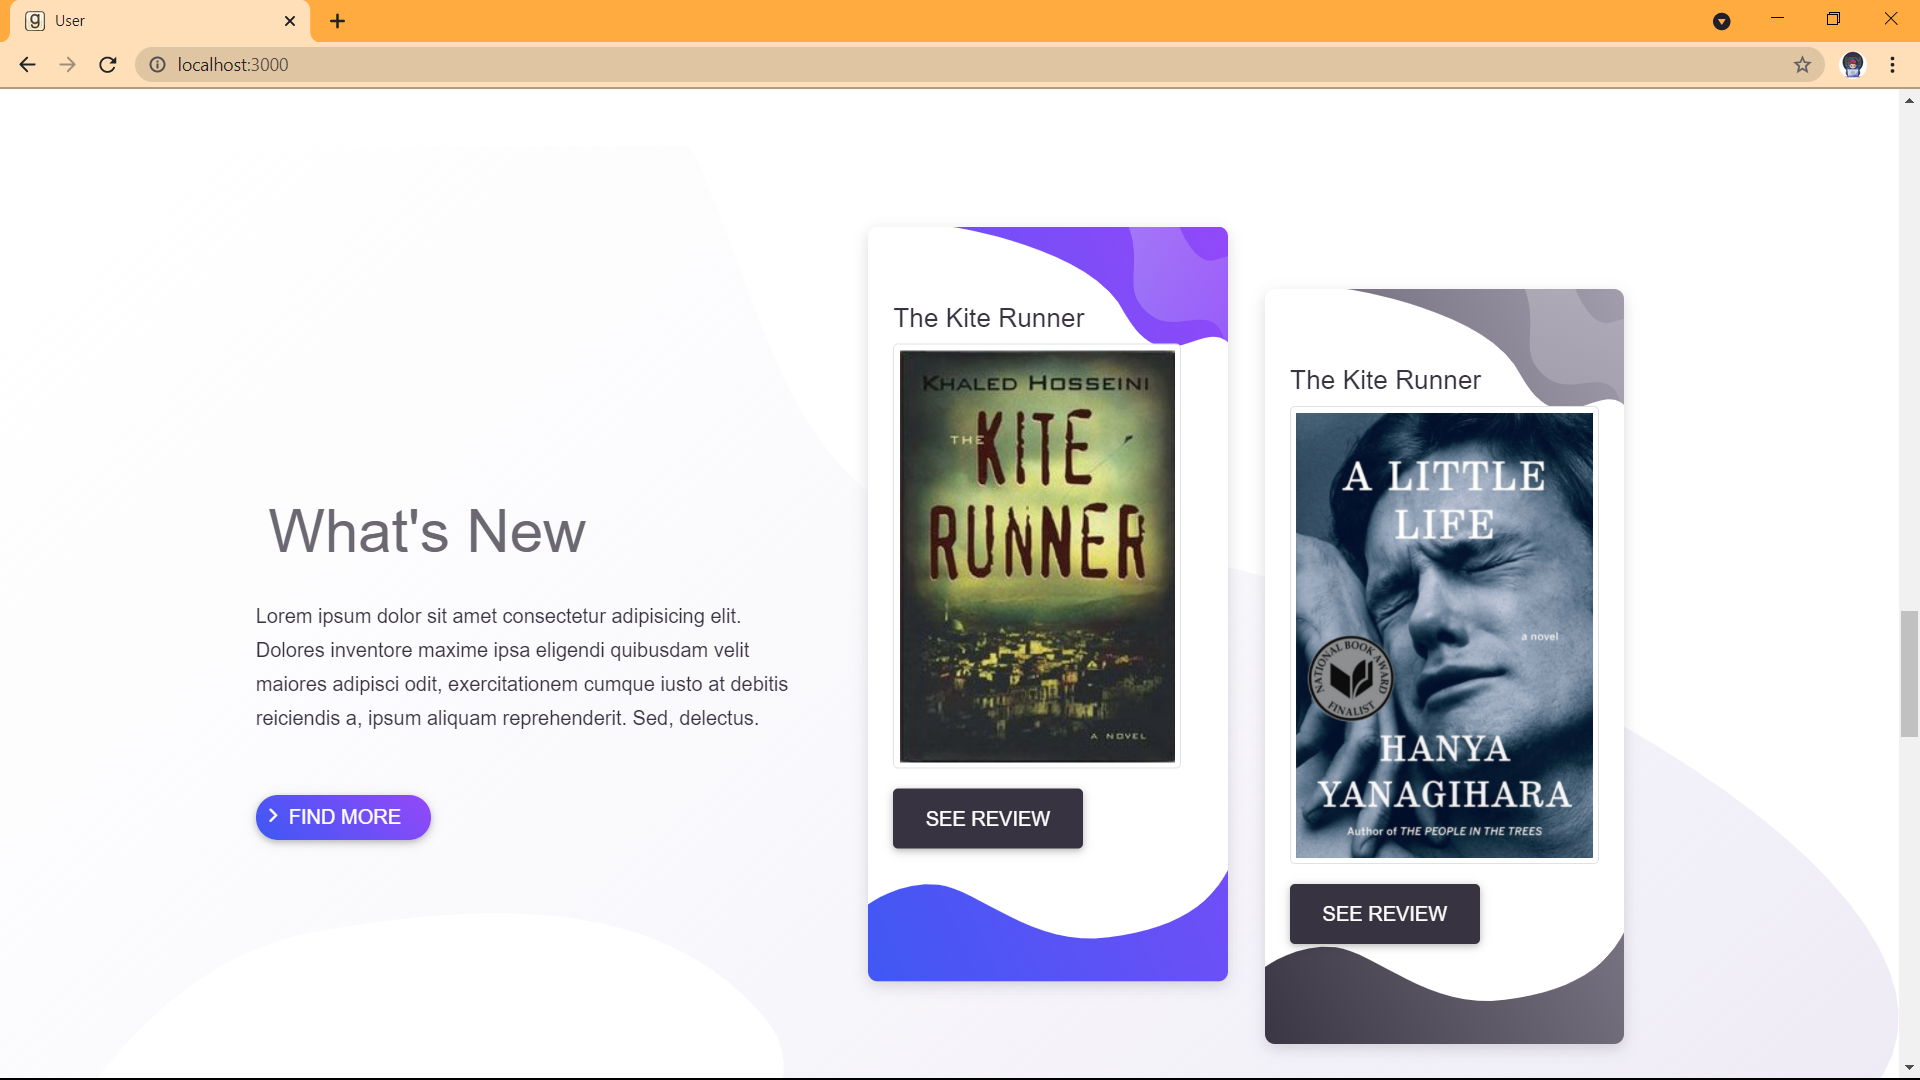 g User
localhost:3000
The Kite Runner
KHALED HOSSEINI
THE KITE
RUNNER
A NOVEL
SEE REVIEW
The Kite Runner
A LITTLE
LIFE
a novel
NATIONAL BOOK AWARD
FINALIST
HANYA
YANAGIHARA
Author of THE PEOPLE IN THE TREES
SEE REVIEW
What's New
Lorem ipsum dolor sit amet consectetur adipisicing elit.
Dolores inventore maxime ipsa eligendi quibusdam velit
maiores adipisci odit, exercitationem cumque iusto at debitis
reiciendis a, ipsum aliquam reprehenderit. Sed, delectus.
FIND MORE